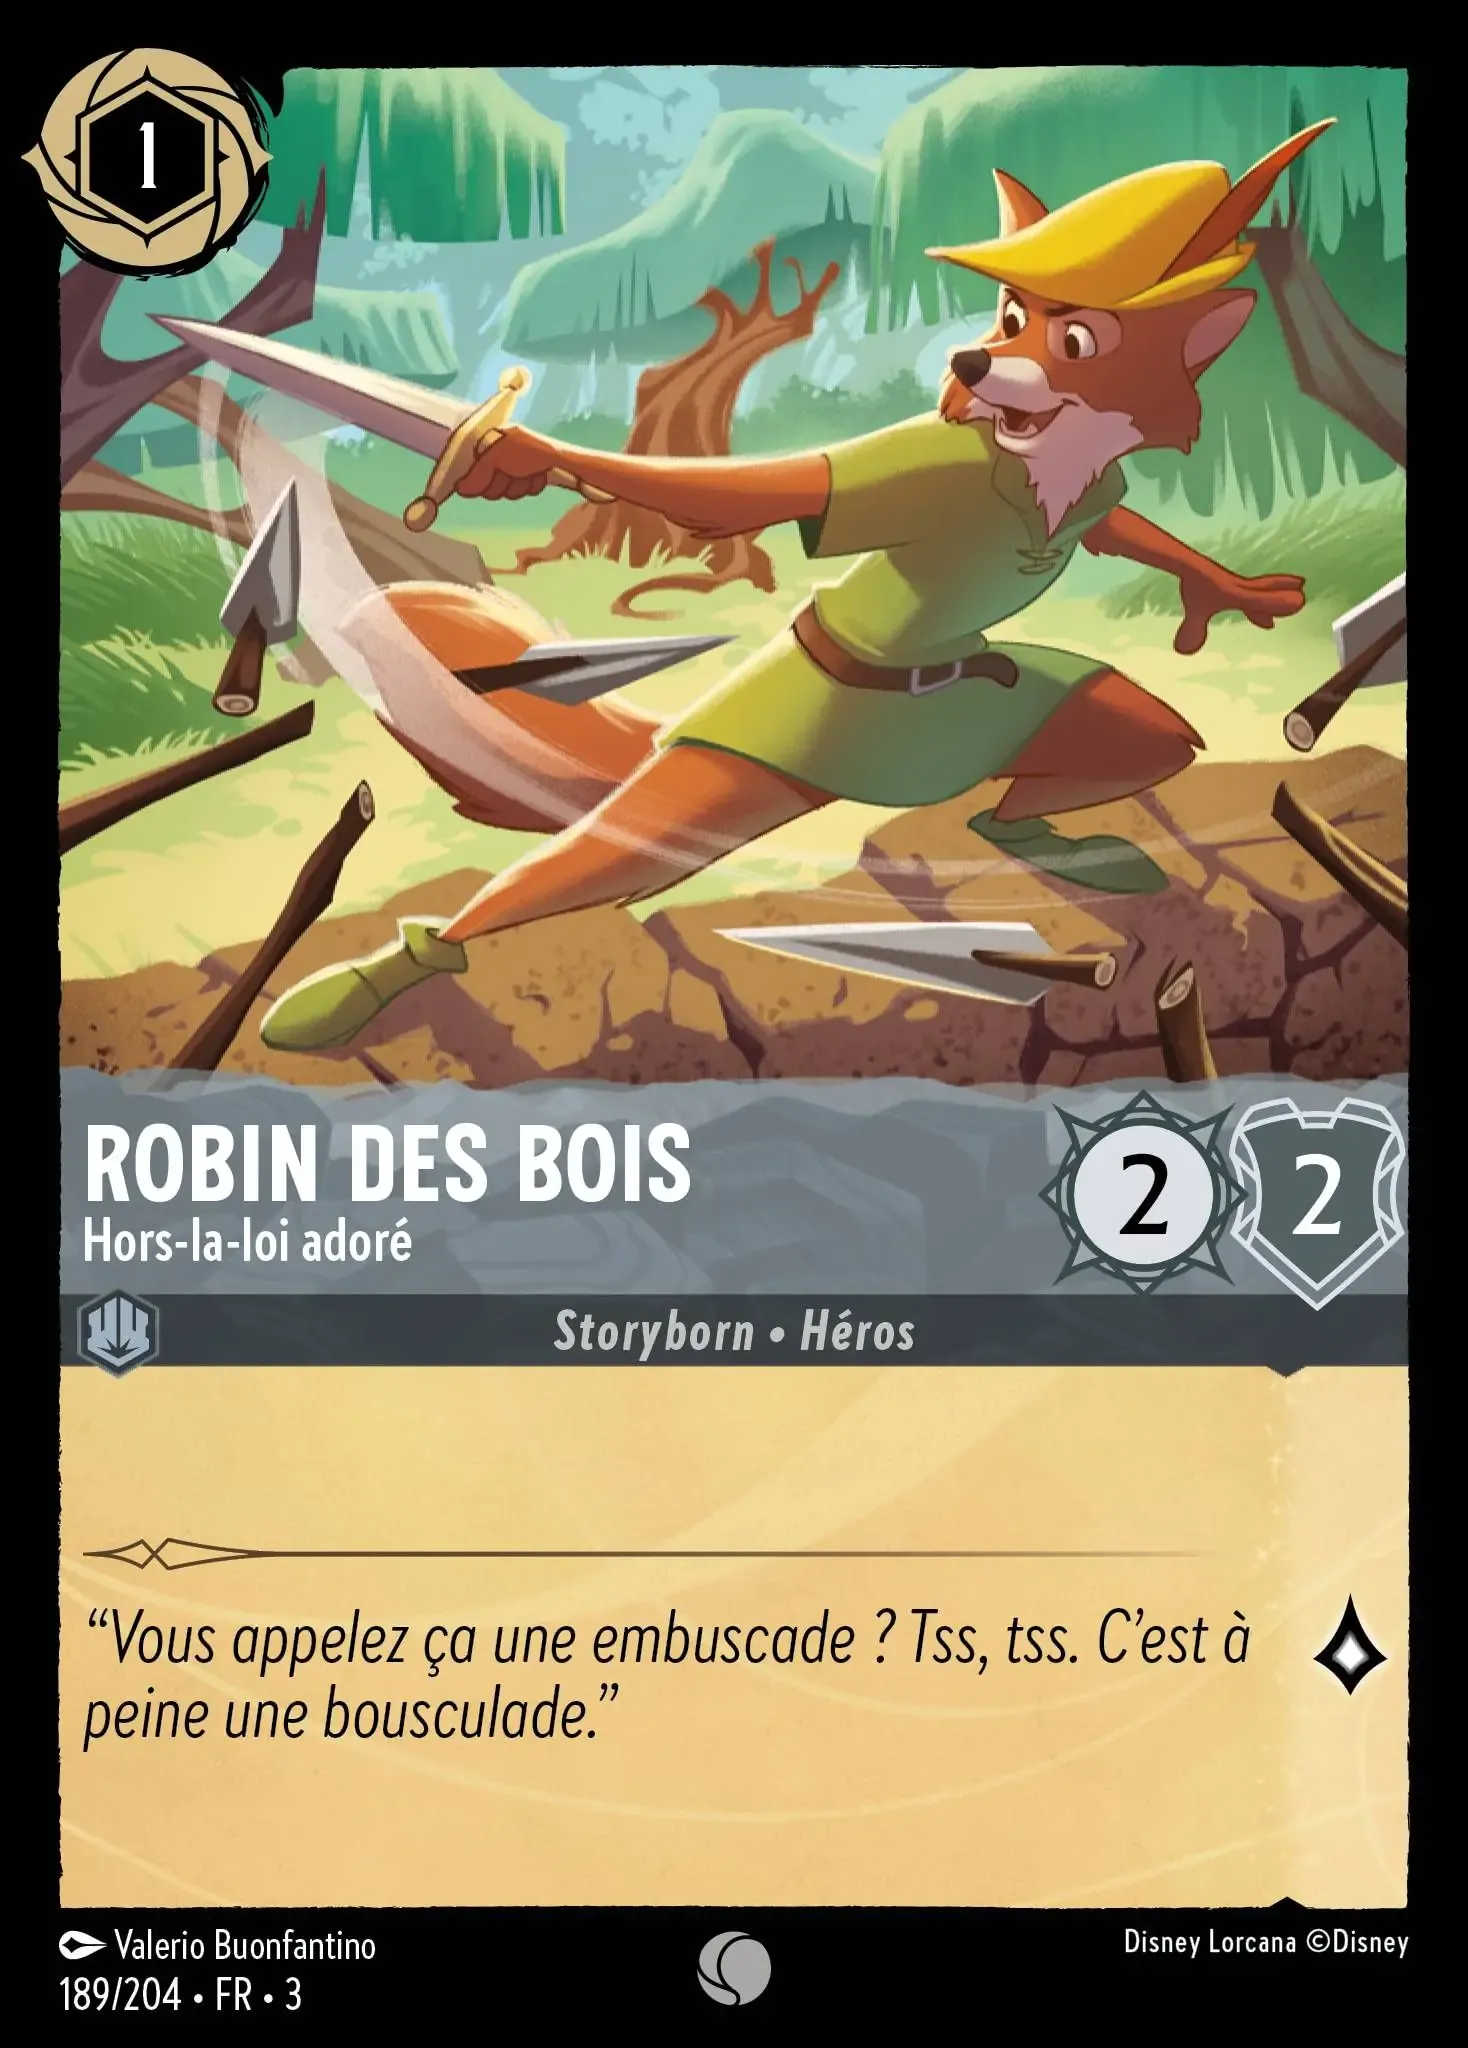 1
ROBIN DES BOIS
Hors-la-loi adoré
2
2
Storyborn • Héros
“Vous appelez ça une embuscade ? Tss, tss. C’est à
peine une bousculade.”
Valerio Buonfantino
189/204 • FR • 3
Disney Lorcana ©Disney